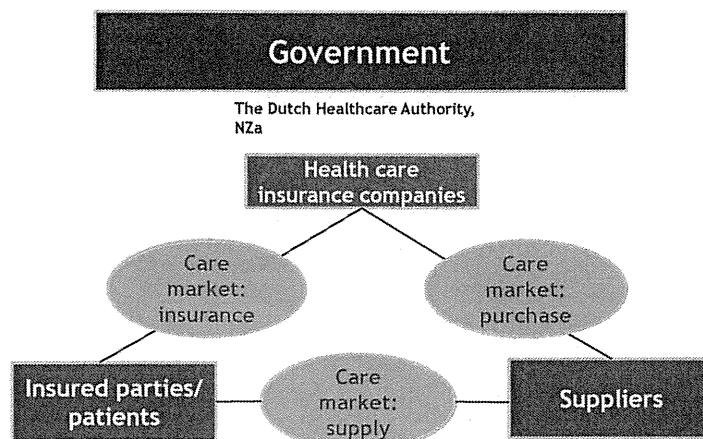 Government
The Dutch Healthcare Authority,
NZa
Health care
insurance companies
Care
market:
insurance
Care
market:
purchase
Insured parties/
patients
Care
market:
supply
Suppliers